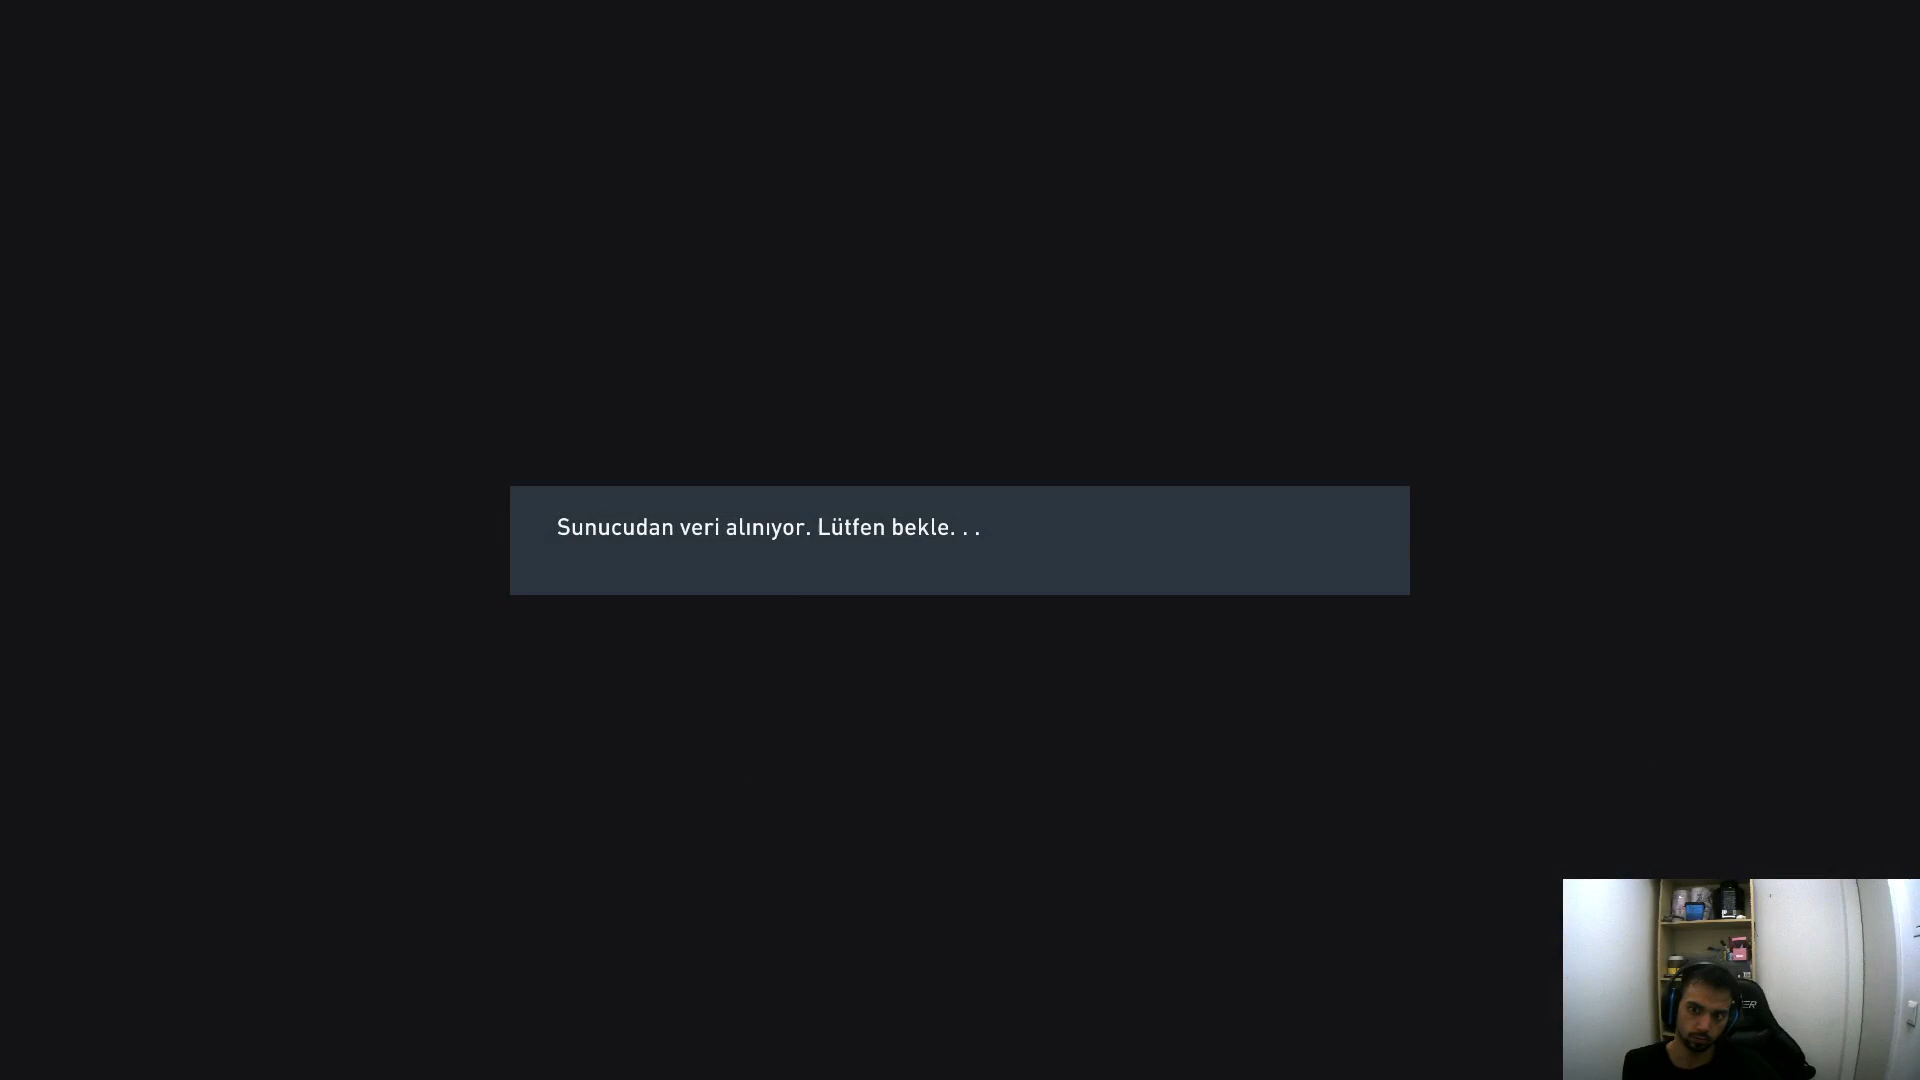 Sunucudan veri alınıyor. Lütfen bekle. . .